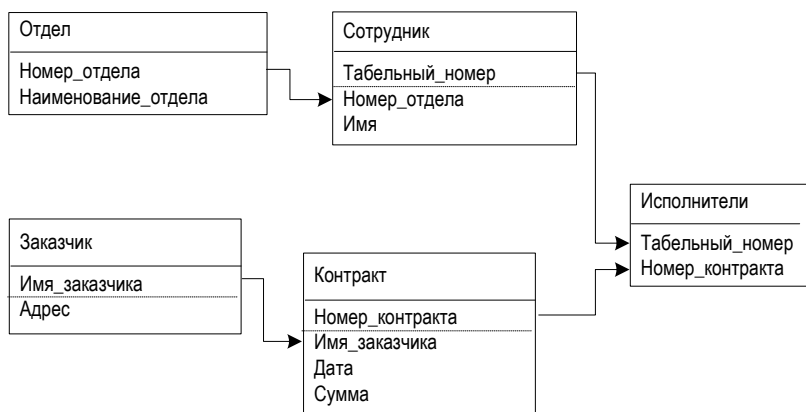 Отдел
Номер_отдела
Наименование_отдела
Сотрудник
Табельный_номер
Номер_отдела
Имя
Исполнители
Табельный_номер
Номер_контракта
Заказчик
Имя_заказчика
Адрес
Контракт
Номер_контракта
Имя_заказчика
Дата
Сумма